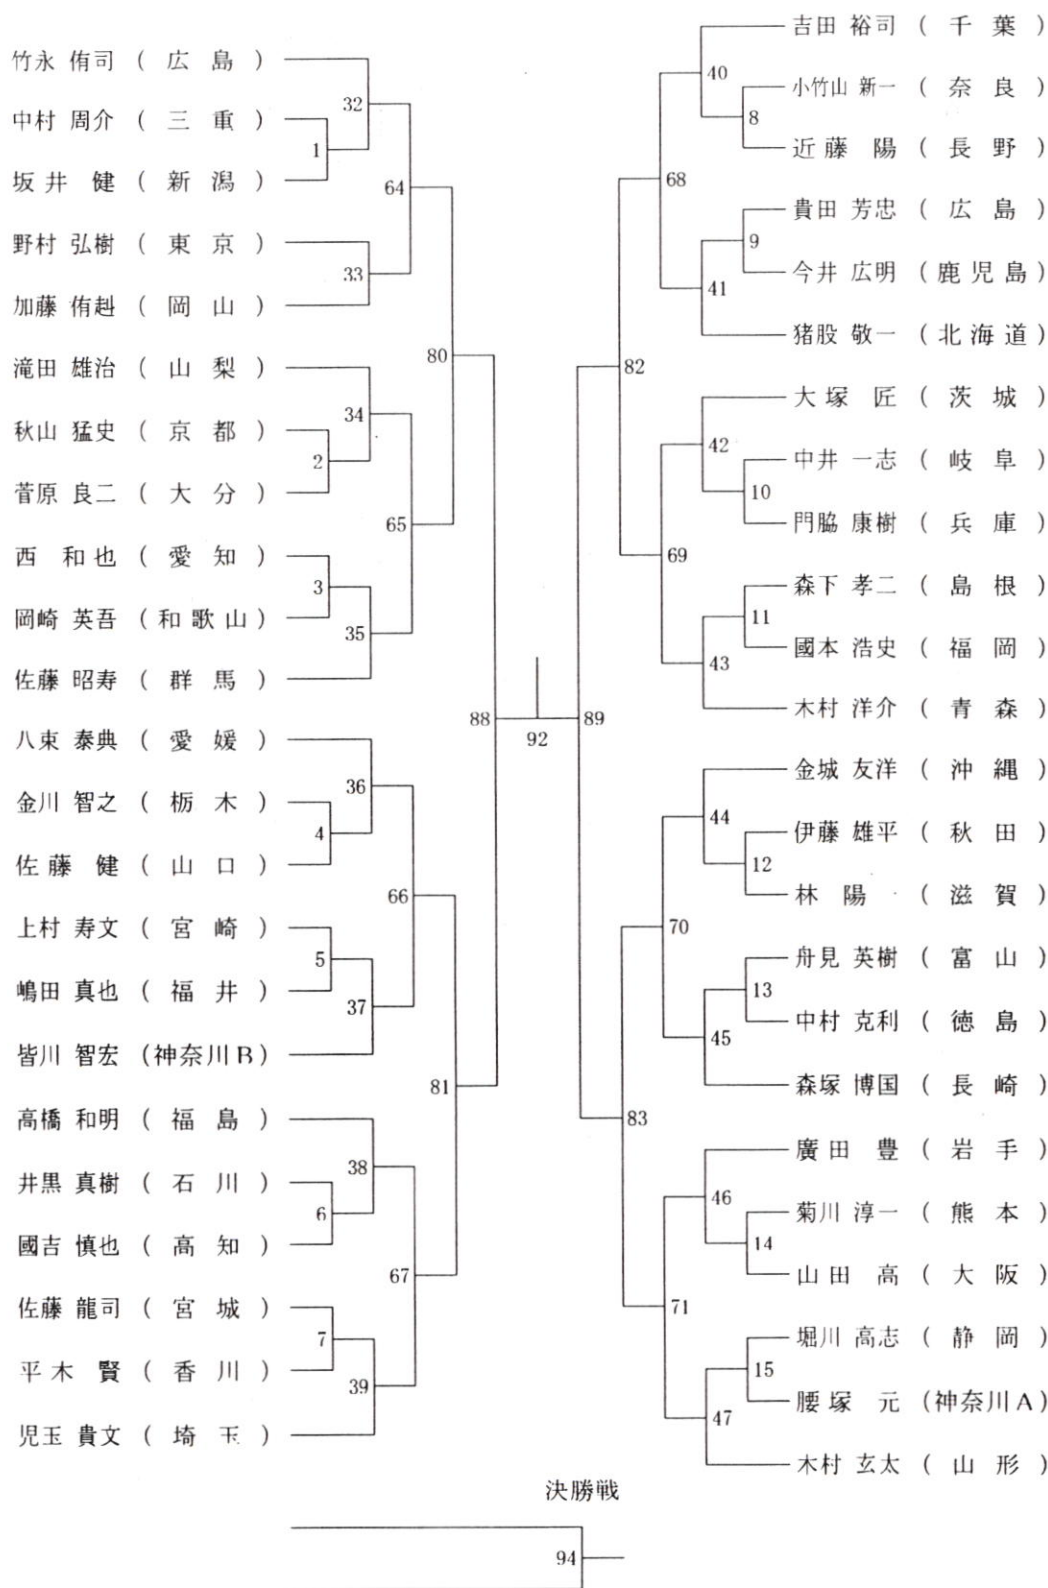 竹永 侑司 ( 広 島 )
32
中村 周介 ( 三 重 )
1
坂井 健 ( 新 潟 )
64
野村 弘樹 ( 東 京 )
33
加藤 侑赳 ( 岡 山 )
80
滝田 雄治 ( 山 梨 )
34
秋山 猛史 ( 京 都 )
2
菅原 良二 ( 大 分 )
65
西 和也 ( 愛 知 )
3
岡崎 英吾 ( 和 歌 山 )
35
佐藤 昭寿 ( 群 馬 )
88
八束 泰典 ( 愛 媛 )
36
金川 智之 ( 栃 木 )
4
佐藤 健 ( 山 口 )
66
上村 寿文 ( 宮 崎 )
5
嶋田 真也 ( 福 井 )
37
皆川 智宏 (神奈川B)
81
高橋 和明 ( 福 島 )
38
井黒 真樹 ( 石 川 )
6
國吉 慎也 ( 高 知 )
67
佐藤 龍司 ( 宮 城 )
7
平木 賢 ( 香 川 )
39
児玉 貴文 ( 埼 玉 )
92
吉田 裕司 ( 千 葉 )
40
小竹山 新一 ( 奈 良 )
8
近藤 陽 ( 長 野 )
68
貴田 芳忠 ( 広 島 )
9
今井 広明 (鹿児島)
41
猪股 敬一 (北海道)
82
大塚 匠 ( 茨 城 )
42
中井 一志 ( 岐 阜 )
10
門脇 康樹 ( 兵 庫 )
69
森下 孝二 ( 島 根 )
11
國本 浩史 ( 福 岡 )
43
木村 洋介 ( 青 森 )
89
金城 友洋 ( 沖 縄 )
44
伊藤 雄平 ( 秋 田 )
12
林 陽 ( 滋 賀 )
70
舟見 英樹 ( 富 山 )
13
中村 克利 ( 徳 島 )
45
森塚 博国 ( 長 崎 )
83
廣田 豊 ( 岩 手 )
46
菊川 淳一 ( 熊 本 )
14
山田 高 ( 大 阪 )
71
堀川 高志 ( 静 岡 )
15
腰塚 元 (神奈川A)
47
木村 玄太 ( 山 形 )
決勝戦
94